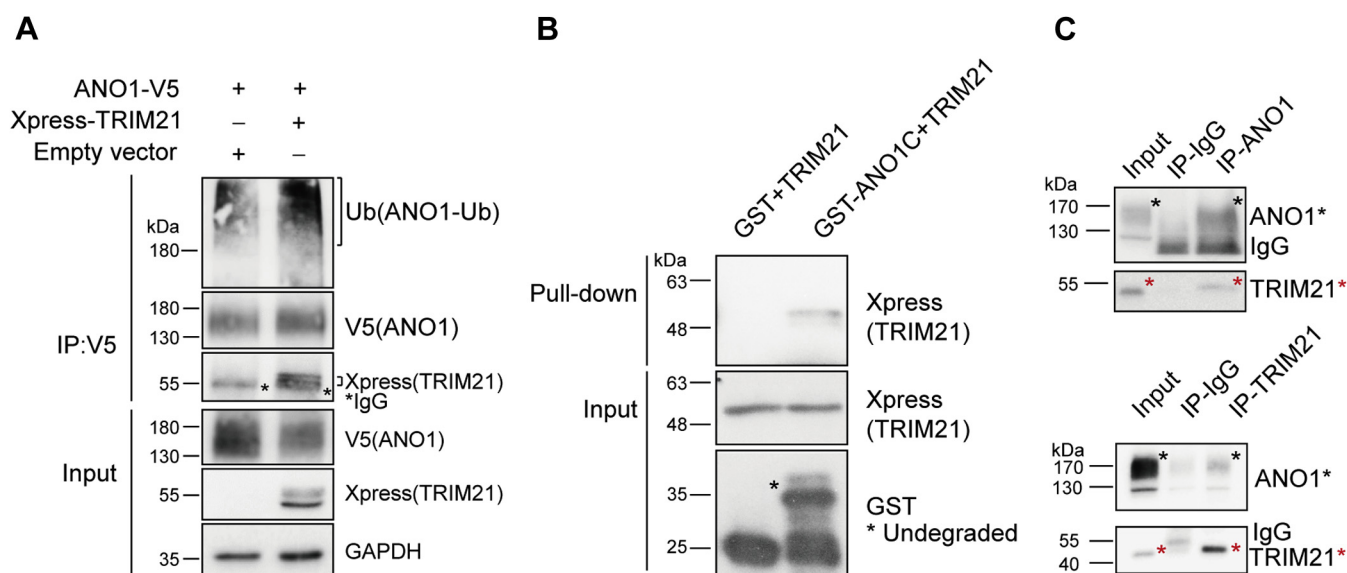 A
ANO1-V5 + +
Xpress-TRIM21 – +
Empty vector + –
IP:V5
kDa
180
Ub(ANO1-Ub)
180
130
V5(ANO1)
55
*
*
Xpress(TRIM21)
*IgG
Input
180
130
V5(ANO1)
55
Xpress(TRIM21)
35
GAPDH
B
GST+TRIM21
GST-ANO1C+TRIM21
kDa
Pull-down
63
48
Xpress
(TRIM21)
Input
63
48
Xpress
(TRIM21)
35
25
*
GST
* Undegraded
C
Input
IP-IgG
IP-ANO1
kDa
170
130
* *
ANO1*
IgG
55
* *
TRIM21*
Input
IP-IgG
IP-TRIM21
kDa
170
130
* *
ANO1*
55
40
* *
IgG
TRIM21*